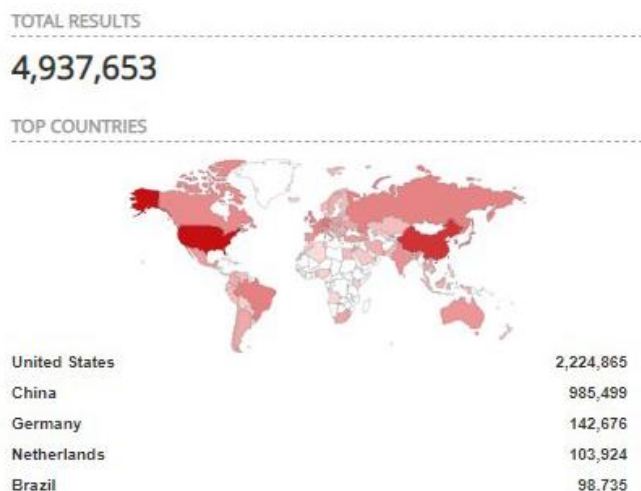 TOTAL RESULTS
4,937,653
TOP COUNTRIES
United States 2,224,865
China 985,499
Germany 142,676
Netherlands 103,924
Brazil 98,735